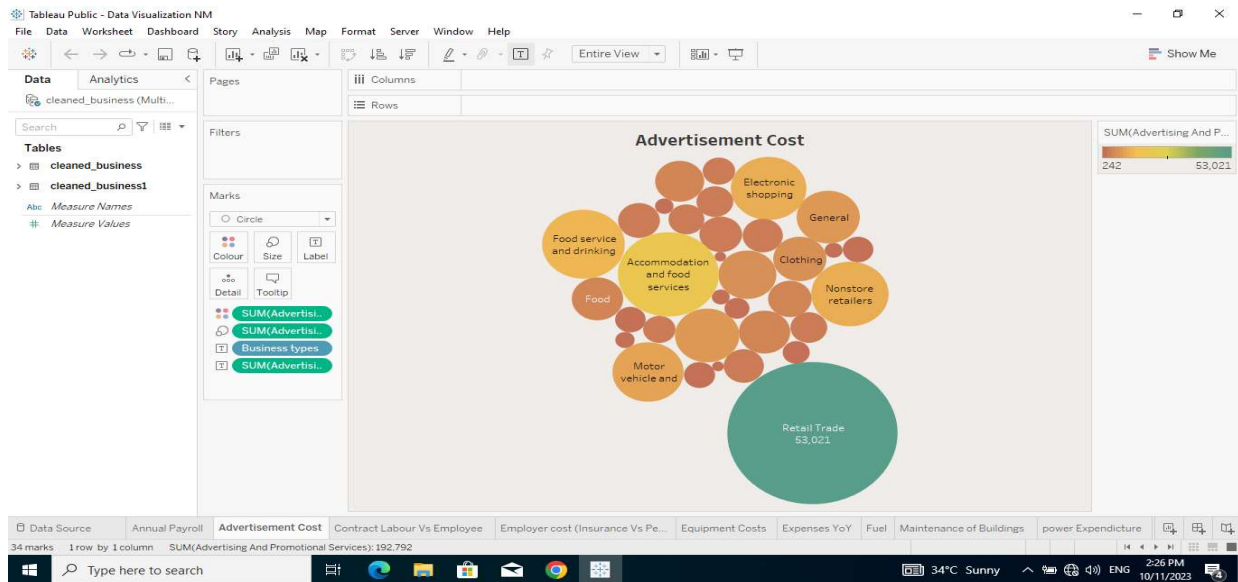 Tableau Public - Data Visualization NM
File Data Worksheet Dashboard Story Analysis Map Format Server Window Help
Entire View
Show Me
Data Analytics
cleaned_business (Multi...
Search
Tables
cleaned_business
cleaned_business1
Abc Measure Names
# Measure Values
Pages
Filters
Marks
Circle
Colour Size Label
Detail Tooltip
SUM(Advertisi..
SUM(Advertisi..
Business types
SUM(Advertisi..
Columns
Rows
Advertisement Cost
Electronic
shopping
General
Food service
and drinking
Accommodation
and food
services
Clothing
Nonstore
retailers
Food
Motor
vehicle and
Retail Trade
53,021
SUM(Advertising And P...
242 53,021
Data Source Annual Payroll Advertisement Cost Contract Labour Vs Employee Employer cost (Insurance Vs Pe... Equipment Costs Expenses YoY Fuel Maintenance of Buildings power Expendicture
34 marks 1 row by 1 column SUM(Advertising And Promotional Services): 192,792
Type here to search
34°C Sunny
ENG
2:26 PM
10/11/2023
4